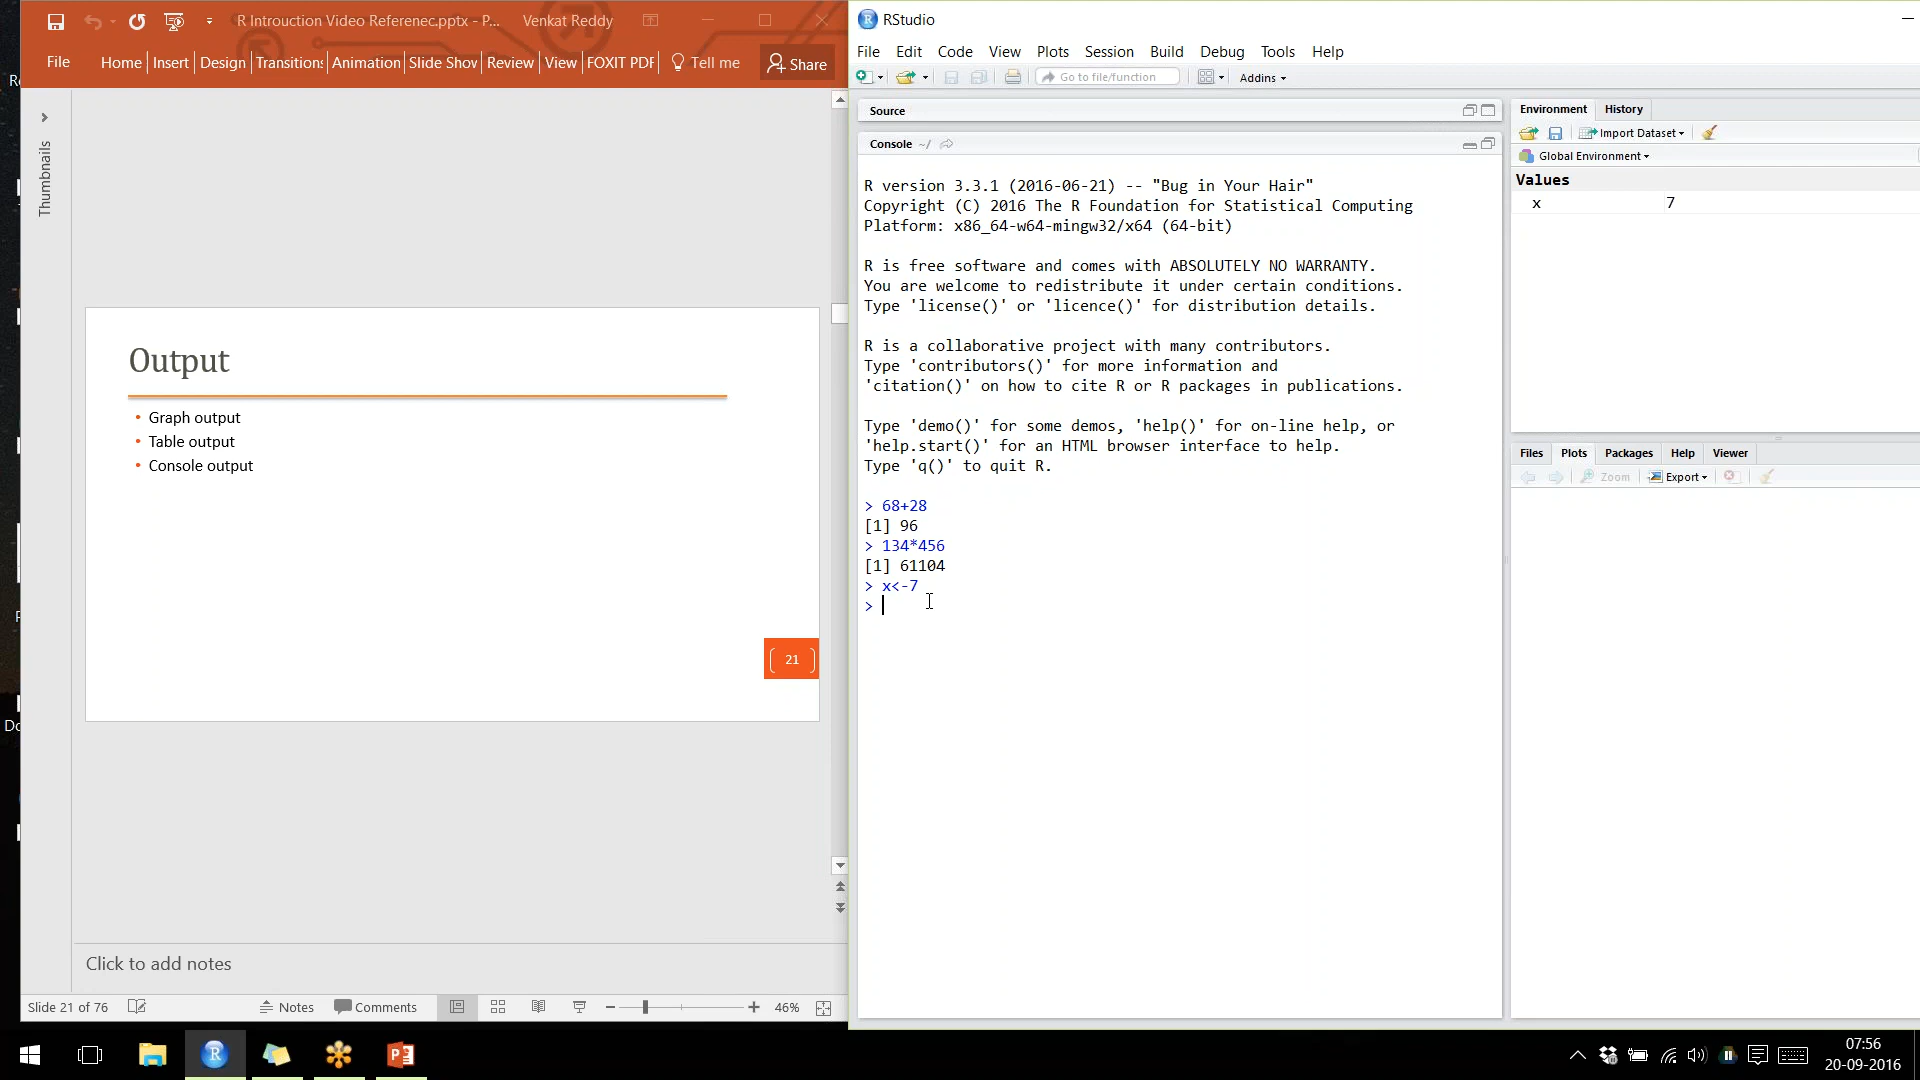 R Introuction Video Referenec.pptx - P... Venkat Reddy
File Home Insert Design Transitions Animation Slide Shov Review View FOXIT PDF Tell me Share
Thumbnails
Output
• Graph output
• Table output
• Console output
21
Click to add notes
Slide 21 of 76 Notes Comments 46%
RStudio
File Edit Code View Plots Session Build Debug Tools Help
Go to file/function Addins
Source
Console ~/
R version 3.3.1 (2016-06-21) -- "Bug in Your Hair"
Copyright (C) 2016 The R Foundation for Statistical Computing
Platform: x86_64-w64-mingw32/x64 (64-bit)
R is free software and comes with ABSOLUTELY NO WARRANTY.
You are welcome to redistribute it under certain conditions.
Type 'license()' or 'licence()' for distribution details.
R is a collaborative project with many contributors.
Type 'contributors()' for more information and
'citation()' on how to cite R or R packages in publications.
Type 'demo()' for some demos, 'help()' for on-line help, or
'help.start()' for an HTML browser interface to help.
Type 'q()' to quit R.
> 68+28
[1] 96
> 134*456
[1] 61104
> x<-7
>
Environment History
Import Dataset
Global Environment
Values
x 7
Files Plots Packages Help Viewer
Zoom Export
07:56
20-09-2016